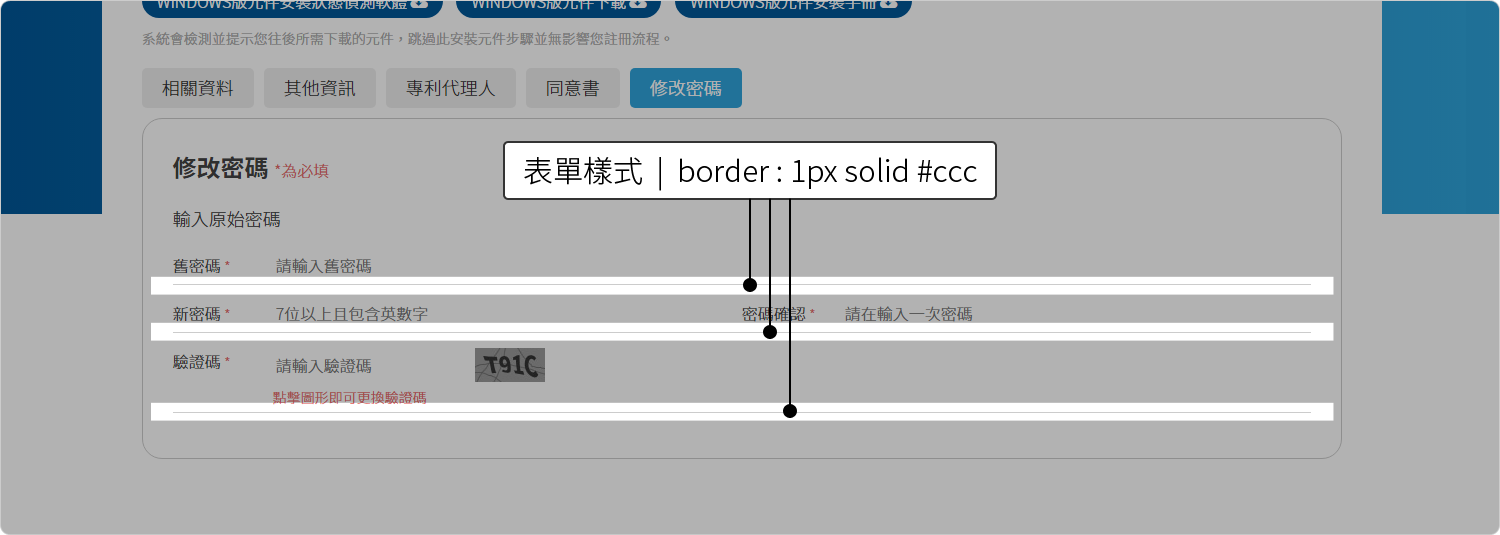 WINDOWS版元件安裝狀態偵測軟體 WINDOWS版元件下載 WINDOWS版元件安裝手冊
系統會檢測並提示您往後所需下載的元件，跳過此安裝元件步驟並無影響您註冊流程。
相關資料 其他資訊 專利代理人 同意書 修改密碼
修改密碼 *為必填
表單樣式 | border : 1px solid #ccc
輸入原始密碼
舊密碼 * 請輸入舊密碼
新密碼 * 7位以上且包含英數字 密碼確認 * 請在輸入一次密碼
驗證碼 * 請輸入驗證碼 T91C
點擊圖形即可更換驗證碼